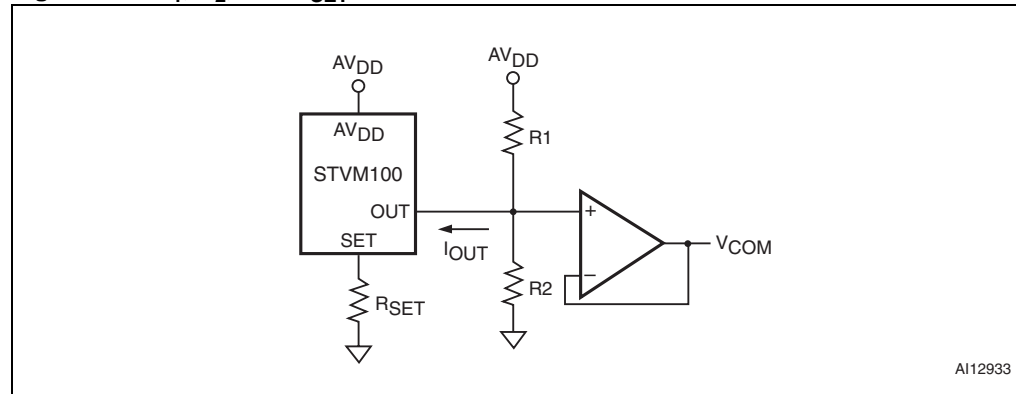 AVDD
AVDD
AVDD
R1
STVM100
OUT
+
SET
IOUT
VCOM
−
R2
RSET
AI12933